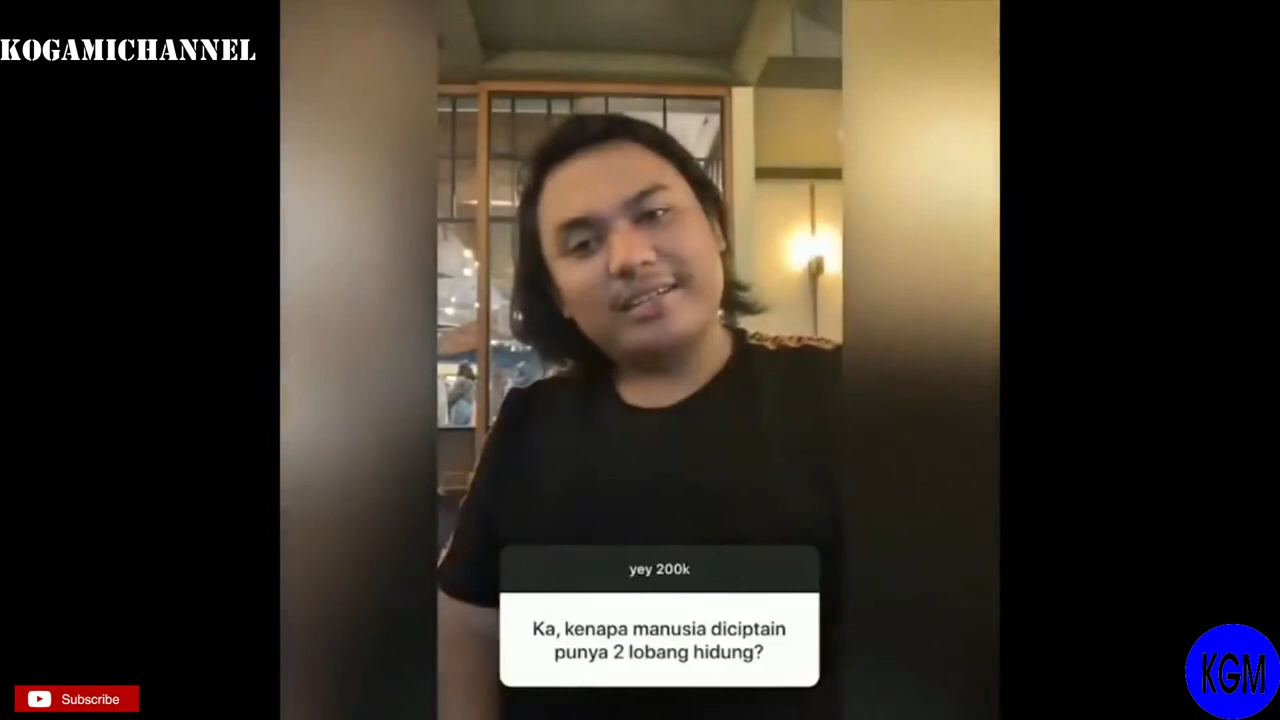 KOGAMICHANNEL
yey 200k
Ka, kenapa manusia diciptain
punya 2 lobang hidung?
Subscribe
KGM